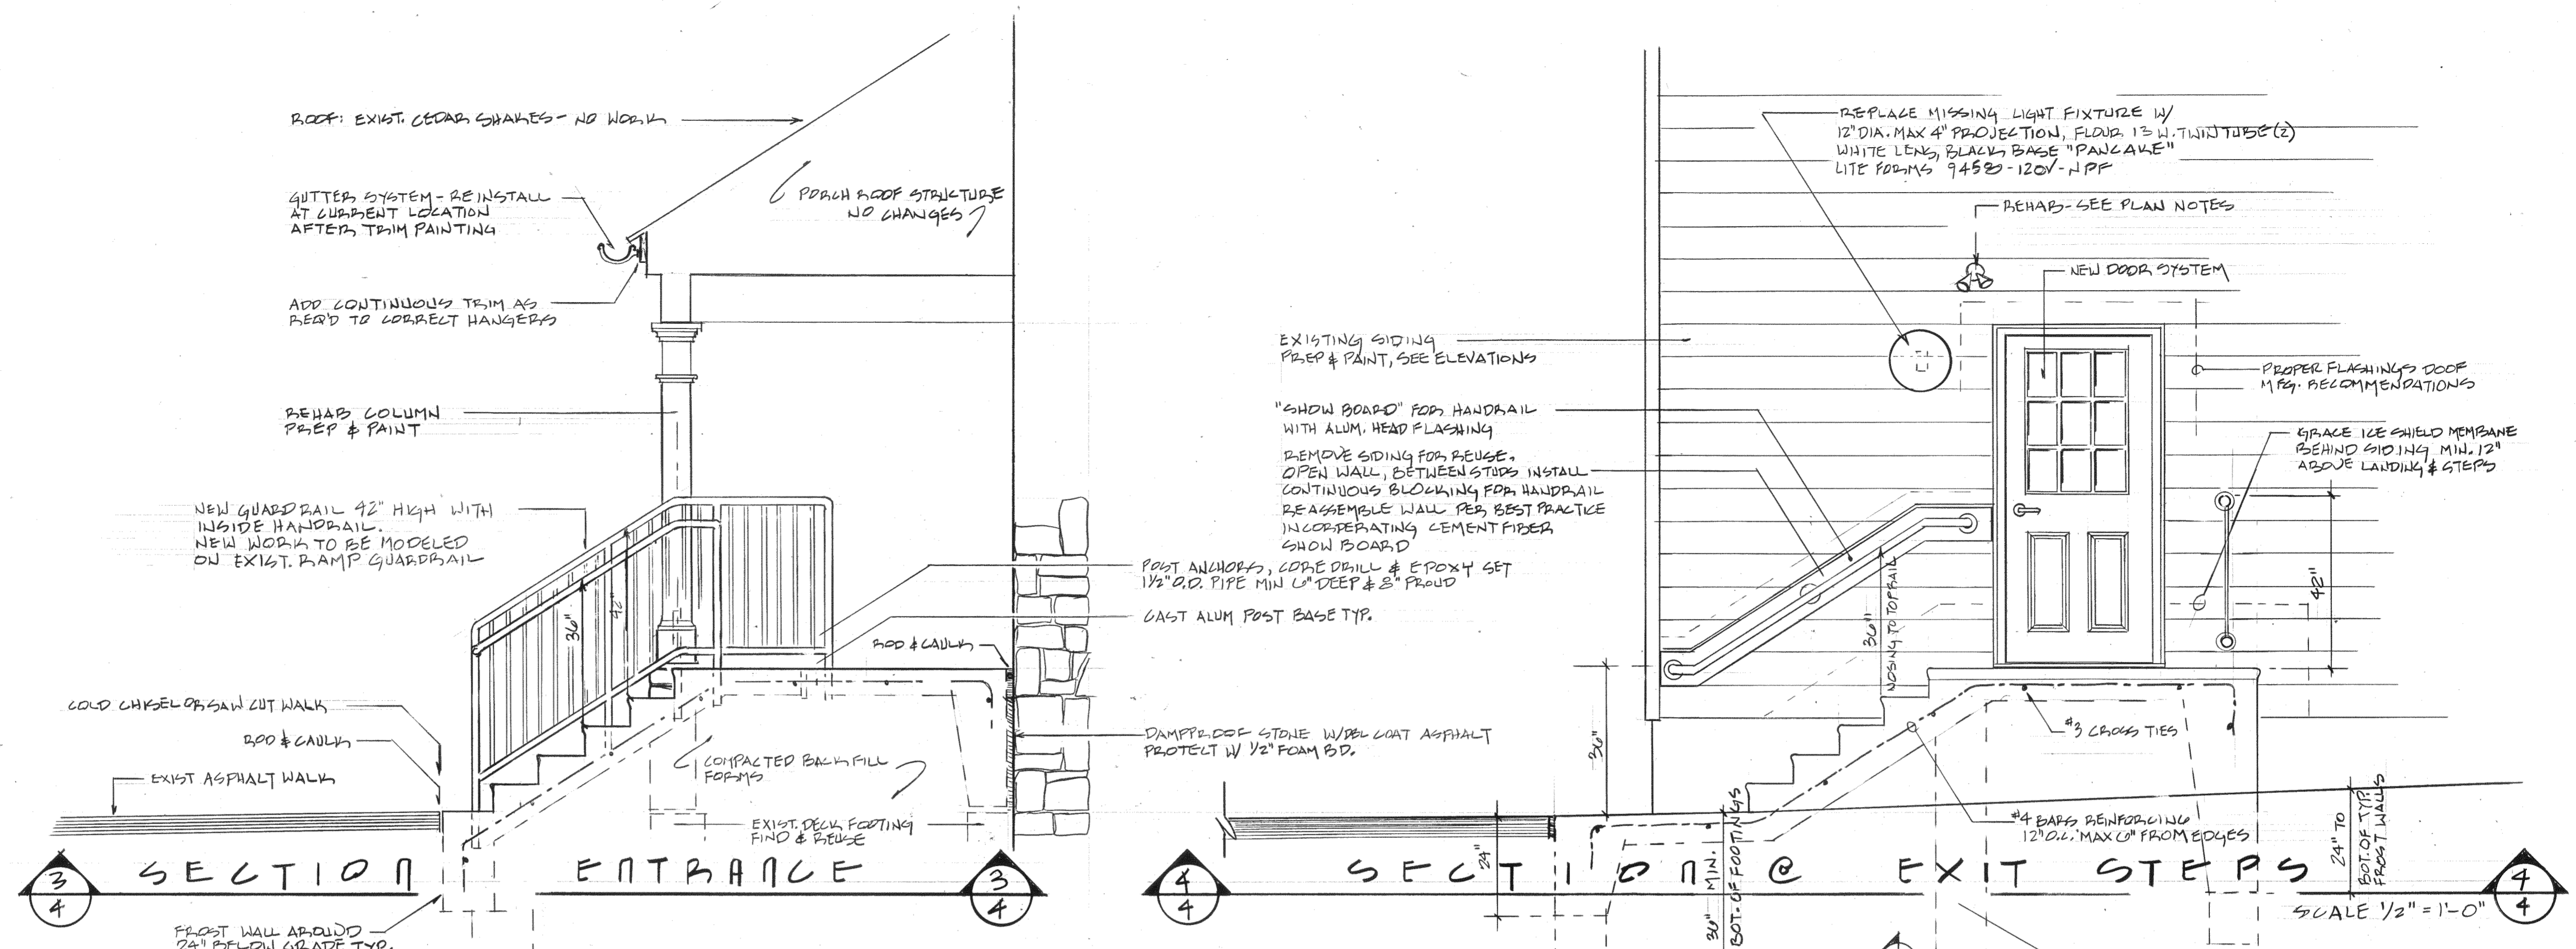 ROOF: EXIST. CEDAR SHAKES - NO WORK
GUTTER SYSTEM - REINSTALL
AT CURRENT LOCATION
AFTER TRIM PAINTING
PORCH ROOF STRUCTURE
NO CHANGES
ADD CONTINUOUS TRIM AS
REQ'D TO CORRECT HANGERS
REHAB COLUMN
PREP & PAINT
NEW GUARDRAIL 42" HIGH WITH
INSIDE HANDRAIL.
NEW WORK TO BE MODELED
ON EXIST. RAMP GUARDRAIL
36"
42"
POST ANCHORS, CORE DRILL & EPOXY SET
1½" O.D. PIPE MIN 6" DEEP & 8" PROUD
CAST ALUM POST BASE TYP.
ROD & CAULK
COLD CHISEL OR SAW CUT WALK
ROD & CAULK
EXIST ASPHALT WALK
COMPACTED BACKFILL
FORMS
DAMPPROOF STONE W/DBL COAT ASPHALT
PROTECT W/ 1/2" FOAM BD.
EXIST. DECK FOOTING
FIND & REUSE
3
4
SECTION ENTRANCE
3
4
FROST WALL AROUND
24" BELOW GRADE TYP.
REPLACE MISSING LIGHT FIXTURE W/
12" DIA. MAX 4" PROJECTION, FLOUR 13 W. TWIN TUBE (2)
WHITE LENS, BLACK BASE "PANCAKE"
LITE FORMS 9458-120V-NPF
REHAB-SEE PLAN NOTES
NEW DOOR SYSTEM
EXISTING SIDING
PREP & PAINT, SEE ELEVATIONS
PROPER FLASHINGS DOOF
MFG. RECOMMENDATIONS
"SHOW BOARD" FOR HANDRAIL
WITH ALUM. HEAD FLASHING
GRACE ICE SHIELD MEMBRANE
BEHIND SIDING MIN. 12"
ABOVE LANDING & STEPS
REMOVE SIDING FOR REUSE.
OPEN WALL, BETWEEN STUDS INSTALL
CONTINUOUS BLOCKING FOR HANDRAIL
REASSEMBLE WALL PER BEST PRACTICE
INCORPERATING CEMENT FIBER
SHOW BOARD
42"
36"
NOSING TO TOP RAIL
36"
#3 CROSS TIES
#4 BARS REINFORCING
12" O.C. MAX 6" FROM EDGES
24"
36" MIN.
BOT. OF FOOTINGS
24" TO
BOT. OF TYP.
FROST WALLS
4
4
SECTION @ EXIT STEPS
4
4
SCALE 1/2" = 1'-0"